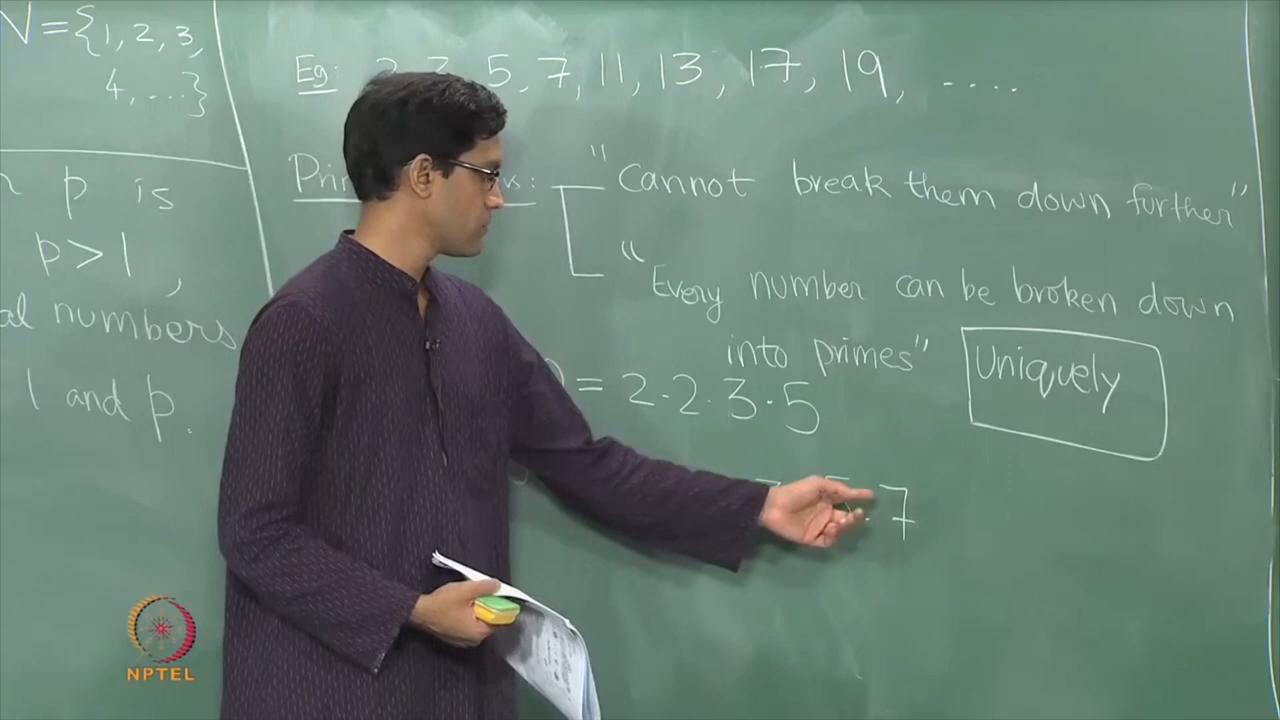 N = {1, 2, 3,
4, ...}
p is
p > 1,
numbers
1 and p.
Eg: 5, 7, 11, 13, 17, 19, .....
"Cannot break them down further"
"Every number can be broken down
into primes"
Uniquely
= 2.2.3.5
.7
NPTEL